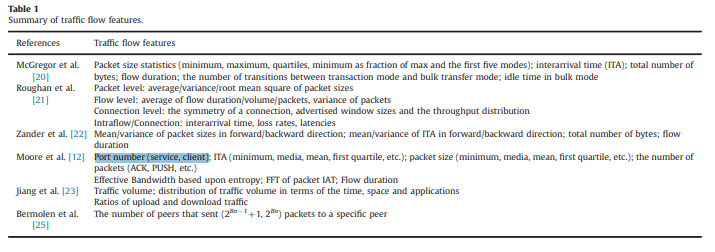 Table 1
Summary of traffic flow features.
References Traffic flow features
McGregor et al. Packet size statistics (minimum, maximum, quartiles, minimum as fraction of max and the first five modes); interarrival time (ITA); total number of
[20] bytes; flow duration; the number of transitions between transaction mode and bulk transfer mode; idle time in bulk mode
Roughan et al. Packet level: average/variance/root mean square of packet sizes
[21] Flow level: average of flow duration/volume/packets, variance of packets
Connection level: the symmetry of a connection, advertised window sizes and the throughput distribution
Intraflow/Connection: interarrival time, loss rates, latencies
Zander et al. [22] Mean/variance of packet sizes in forward/backward direction; mean/variance of ITA in forward/backward direction; total number of bytes; flow
duration
Moore et al. [12] Port number (service, client); ITA (minimum, media, mean, first quartile, etc.); packet size (minimum, media, mean, first quartile, etc.); the number of
packets (ACK, PUSH, etc.)
Effective Bandwidth based upon entropy; FFT of packet IAT; Flow duration
Jiang et al. [23] Traffic volume; distribution of traffic volume in terms of the time, space and applications
Ratios of upload and download traffic
Bermolen et al. The number of peers that sent (2^{Bn−1}+1, 2^{Bn}) packets to a specific peer
[25]